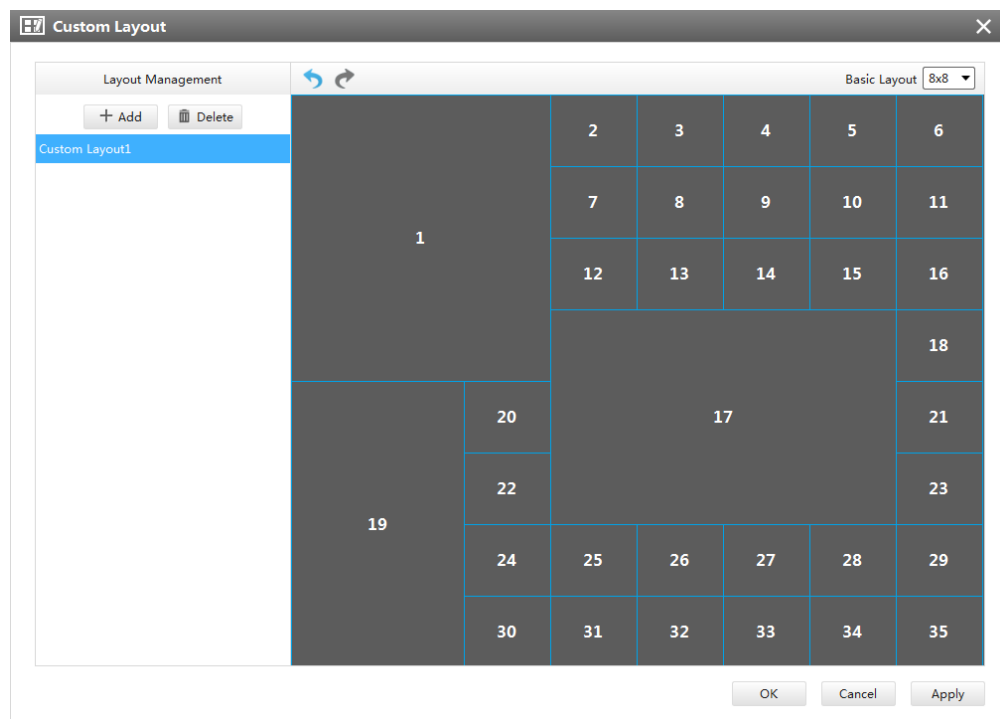 Custom Layout
Layout Management
Basic Layout 8x8
Add Delete
Custom Layout1
2 3 4 5 6
7 8 9 10 11
1
12 13 14 15 16
18
20 17 21
22 23
19
24 25 26 27 28 29
30 31 32 33 34 35
OK Cancel Apply